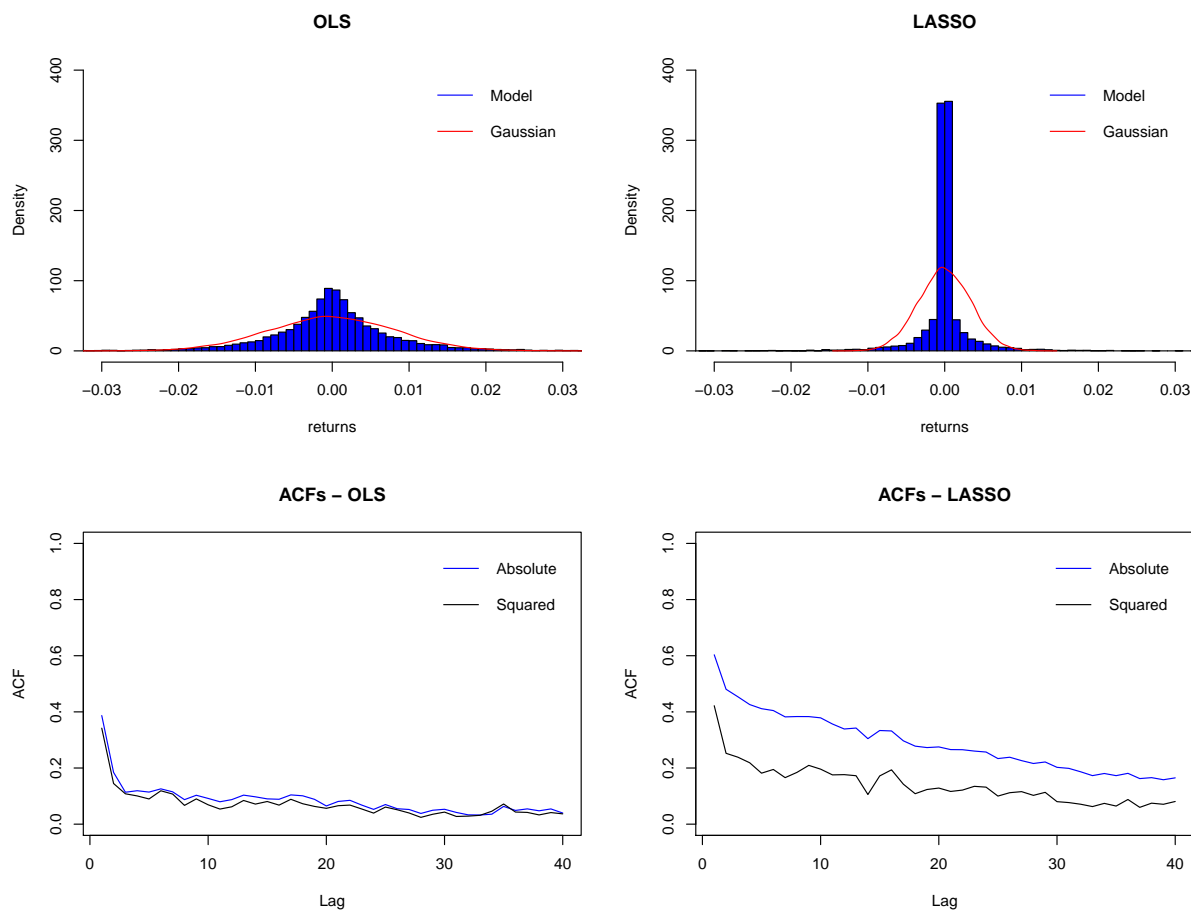 OLS
Density
400
300
200
100
0
Model
Gaussian
−0.03
−0.02
−0.01
0.00
0.01
0.02
0.03
returns
LASSO
Density
400
300
200
100
0
Model
Gaussian
−0.03
−0.02
−0.01
0.00
0.01
0.02
0.03
returns
ACFs − OLS
ACF
1.0
0.8
0.6
0.4
0.2
0.0
Absolute
Squared
0
10
20
30
40
Lag
ACFs − LASSO
ACF
1.0
0.8
0.6
0.4
0.2
0.0
Absolute
Squared
0
10
20
30
40
Lag